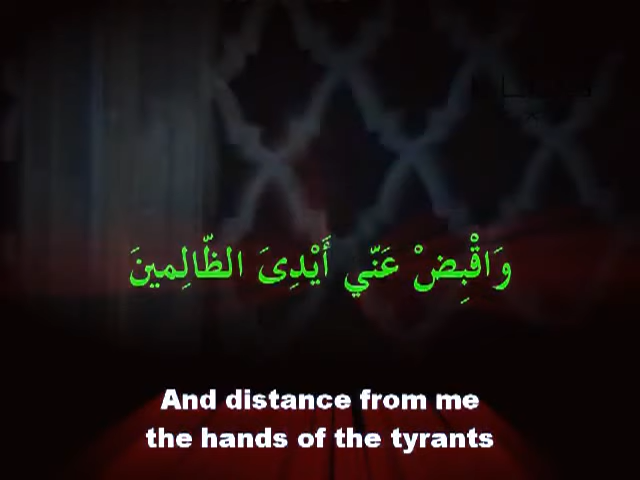 وَاقْبِضْ عَنّي أَيْدِىَ الظّالِمينَ
And distance from me
the hands of the tyrants